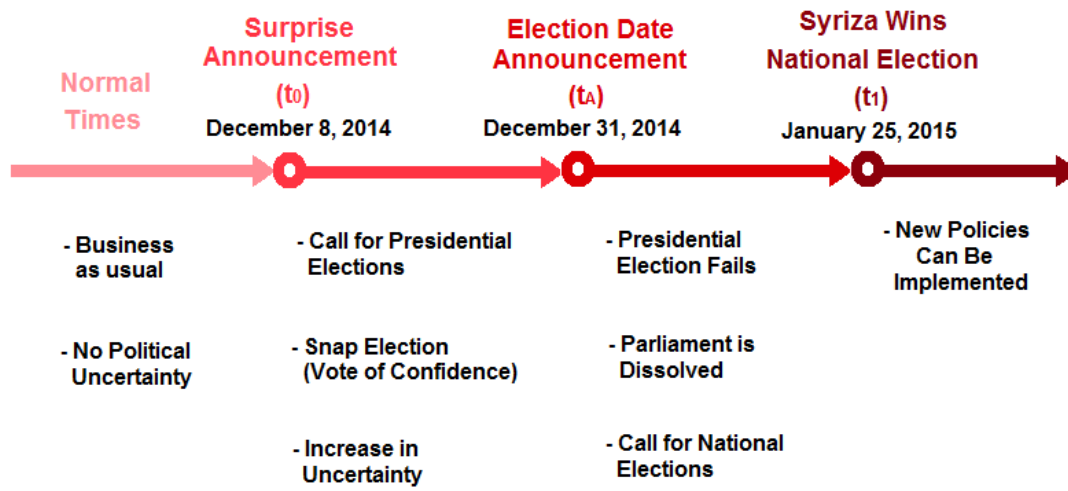 Normal
Times
Surprise
Announcement
(t0)
December 8, 2014
Election Date
Announcement
(tA)
December 31, 2014
Syriza Wins
National Election
(t1)
January 25, 2015
- Business
as usual
- No Political
Uncertainty
- Call for Presidential
Elections
- Snap Election
(Vote of Confidence)
- Increase in
Uncertainty
- Presidential
Election Fails
- Parliament is
Dissolved
- Call for National
Elections
- New Policies
Can Be
Implemented